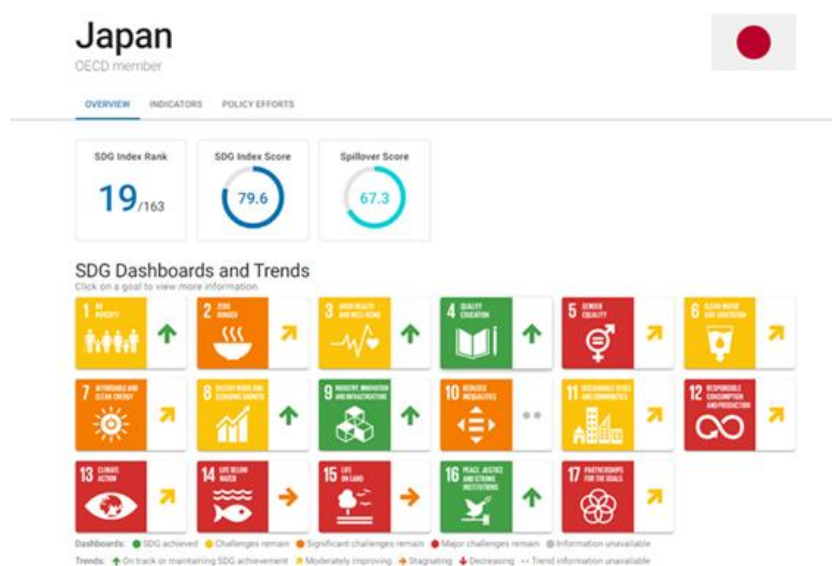 Japan
OECD member
OVERVIEW INDICATORS POLICY EFFORTS
SDG Index Rank
19/163
SDG Index Score
79.6
Spillover Score
67.3
SDG Dashboards and Trends
Click on a goal to view more information.
1 NO POVERTY
2 ZERO HUNGER
3 GOOD HEALTH AND WELL-BEING
4 QUALITY EDUCATION
5 GENDER EQUALITY
6 CLEAN WATER AND SANITATION
7 AFFORDABLE AND CLEAN ENERGY
8 DECENT WORK AND ECONOMIC GROWTH
9 INDUSTRY, INNOVATION AND INFRASTRUCTURE
10 REDUCED INEQUALITIES
11 SUSTAINABLE CITIES AND COMMUNITIES
12 RESPONSIBLE CONSUMPTION AND PRODUCTION
13 CLIMATE ACTION
14 LIFE BELOW WATER
15 LIFE ON LAND
16 PEACE, JUSTICE AND STRONG INSTITUTIONS
17 PARTNERSHIPS FOR THE GOALS
Dashboards: SDG achieved Challenges remain Significant challenges remain Major challenges remain Information unavailable
Trends: On track or maintaining SDG achievement Moderately improving Stagnating Decreasing Trend information unavailable